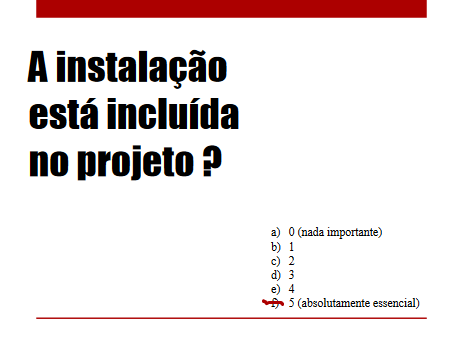 A instalação
está incluída
no projeto ?
a) 0 (nada importante)
b) 1
c) 2
d) 3
e) 4
f) 5 (absolutamente essencial)